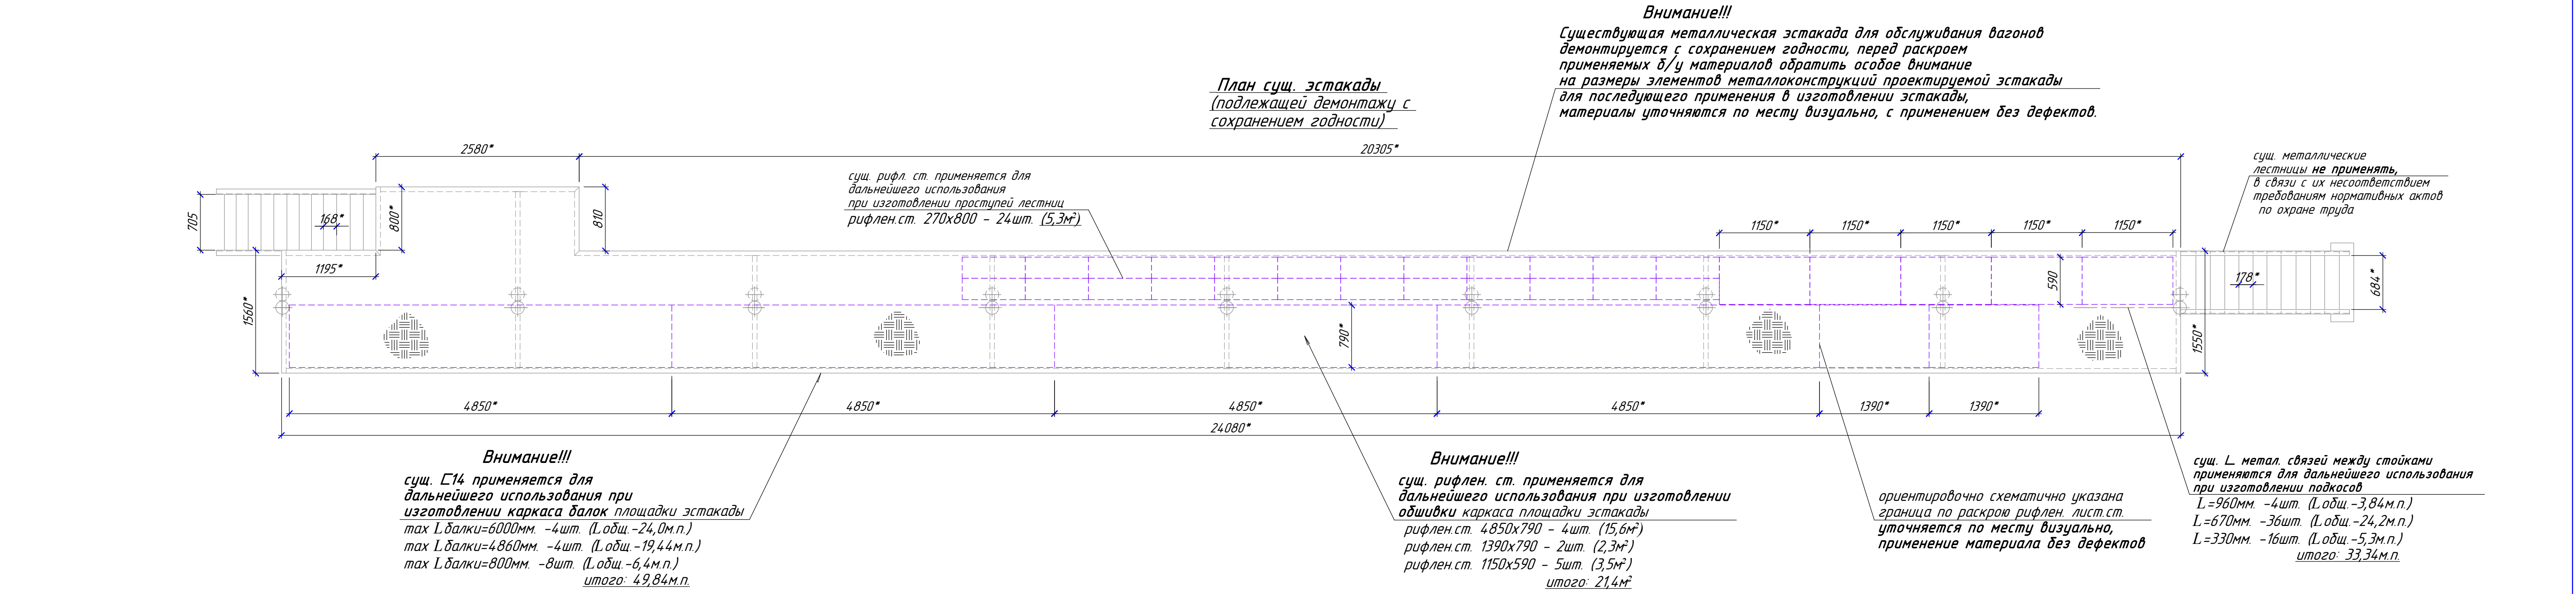 Внимание!!!
Существующая металлическая эстакада для обслуживания вагонов
демонтируется с сохранением годности, перед раскроем
применяемых б/у материалов обратить особое внимание
на размеры элементов металлоконструкций проектируемой эстакады
для последующего применения в изготовлении эстакады,
материалы уточняются по месту визуально, с применением без дефектов.
План сущ. эстакады
(подлежащей демонтажу с
сохранением годности)
2580*
20305*
сущ. металлические
лестницы не применять,
в связи с их несоответствием
требованиям нормативных актов
по охране труда
сущ. рифл. ст. применяется для
дальнейшего использования
при изготовлении проступей лестниц
рифлен.ст. 270х800 - 24шт. (5,3м²)
705
168*
800*
810
1150*
1150*
1150*
1150*
1150*
1195*
1560*
590
178*
684*
790*
1550*
4850*
4850*
4850*
4850*
1390*
1390*
24080*
Внимание!!!
сущ. ⊏14 применяется для
дальнейшего использования при
изготовлении каркаса балок площадки эстакады
max Lбалки=6000мм. -4шт. (Lобщ.-24,0м.п.)
max Lбалки=4860мм. -4шт. (Lобщ.-19,44м.п.)
max Lбалки=800мм. -8шт. (Lобщ.-6,4м.п.)
итого: 49,84м.п.
Внимание!!!
сущ. рифлен. ст. применяется для
дальнейшего использования при изготовлении
обшивки каркаса площадки эстакады
рифлен.ст. 4850х790 - 4шт. (15,6м²)
рифлен.ст. 1390х790 - 2шт. (2,3м²)
рифлен.ст. 1150х590 - 5шт. (3,5м²)
итого: 21,4м²
ориентировочно схематично указана
граница по раскрою рифлен. лист.ст.
уточняется по месту визуально,
применение материала без дефектов
сущ. ∟ метал. связей между стойками
применяются для дальнейшего использования
при изготовлении подкосов
L=960мм. -4шт. (Lобщ.-3,84м.п.)
L=670мм. -36шт. (Lобщ.-24,2м.п.)
L=330мм. -16шт. (Lобщ.-5,3м.п.)
итого: 33,34м.п.